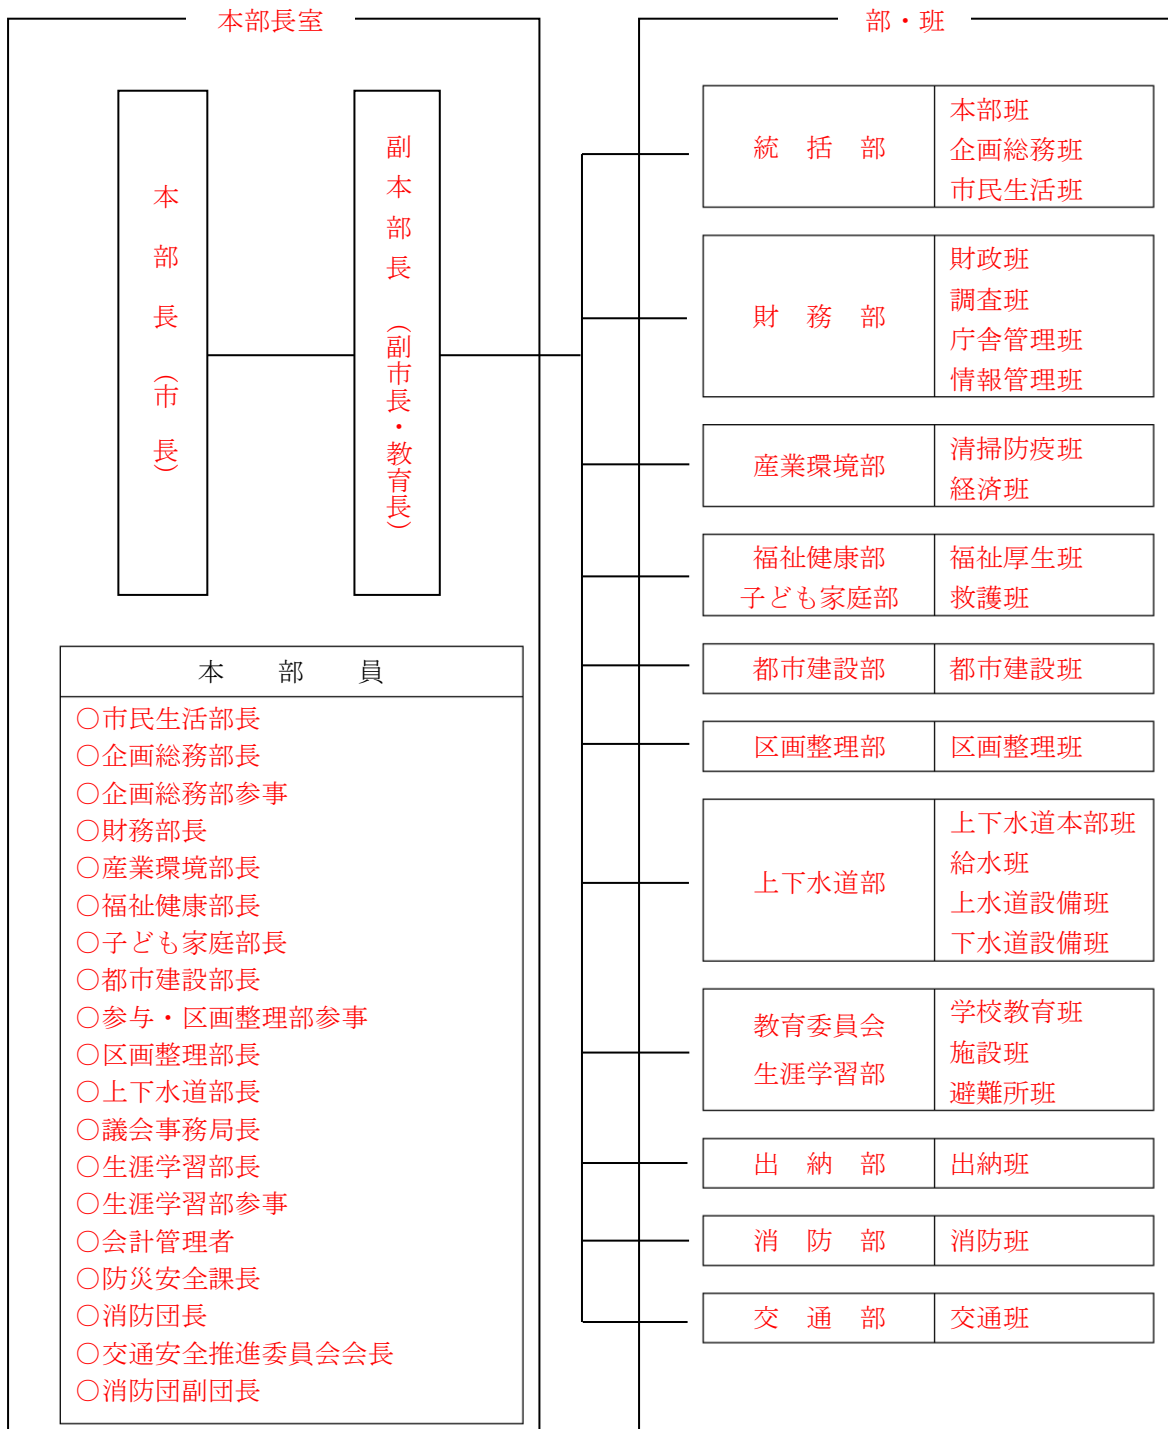 本部長室
本部長（市長）
副本部長（副市長・教育長）
本　部　員
○市民生活部長
○企画総務部長
○企画総務部参事
○財務部長
○産業環境部長
○福祉健康部長
○子ども家庭部長
○都市建設部長
○参与・区画整理部参事
○区画整理部長
○上下水道部長
○議会事務局長
○生涯学習部長
○生涯学習部参事
○会計管理者
○防災安全課長
○消防団長
○交通安全推進委員会会長
○消防団副団長
部・班
統　括　部
本部班
企画総務班
市民生活班
財　務　部
財政班
調査班
庁舎管理班
情報管理班
産業環境部
清掃防疫班
経済班
福祉健康部
子ども家庭部
福祉厚生班
救護班
都市建設部
都市建設班
区画整理部
区画整理班
上下水道部
上下水道本部班
給水班
上水道設備班
下水道設備班
教育委員会
生涯学習部
学校教育班
施設班
避難所班
出　納　部
出納班
消　防　部
消防班
交　通　部
交通班